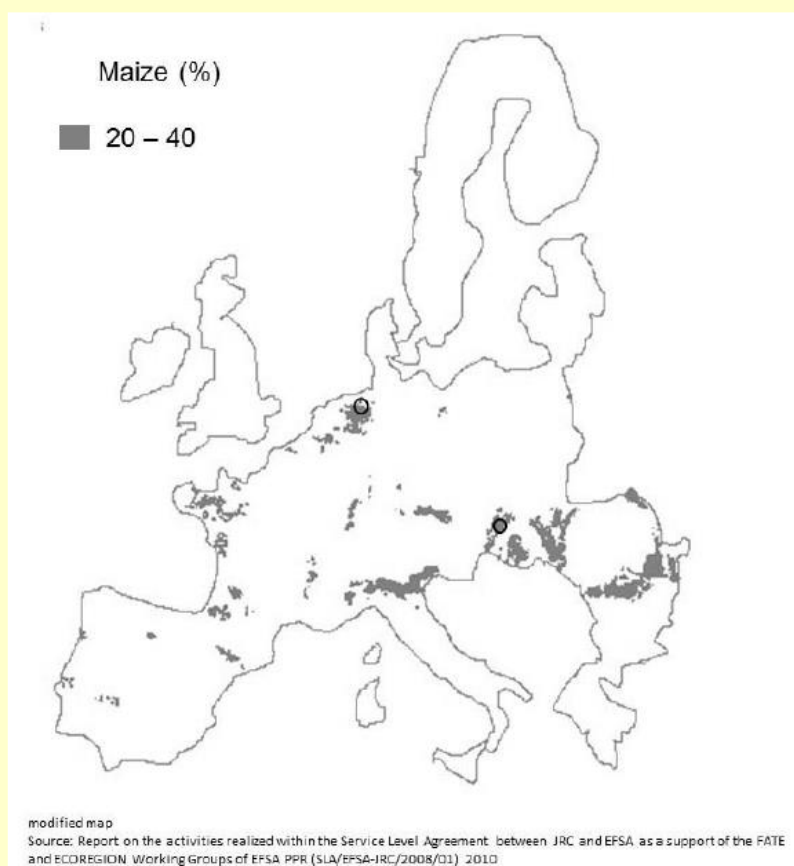 Maize (%)
20 – 40
modified map
Source: Report on the activities realized within the Service Level Agreement between JRC and EFSA as a support of the FATE
and ECOREGION Working Groups of EFSA PPR (SLA/EFSA-JRC/2008/01) 2010